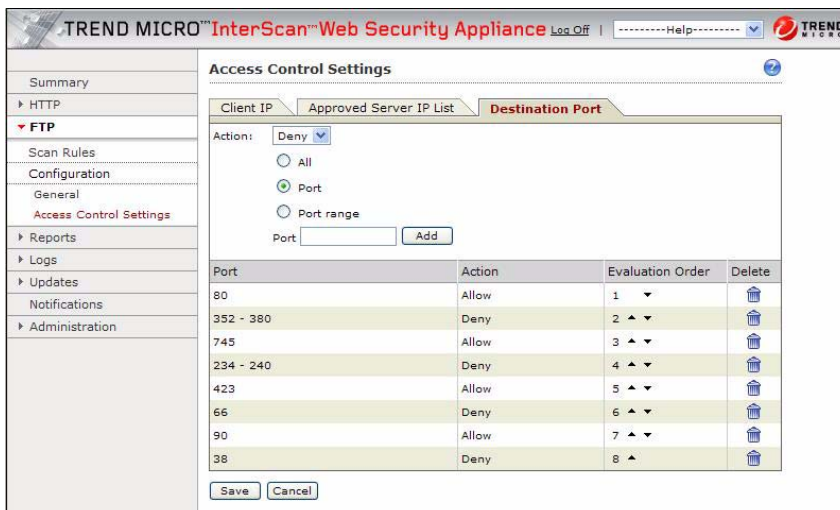 TREND MICRO™ InterScan™ Web Security Appliance Log Off | ---------Help---------
TREND
MICRO
Summary
HTTP
FTP
Scan Rules
Configuration
General
Access Control Settings
Reports
Logs
Updates
Notifications
Administration
Access Control Settings
Client IP Approved Server IP List Destination Port
Action: Deny
All
Port
Port range
Port Add
Port Action Evaluation Order Delete
80 Allow 1
352 - 380 Deny 2
745 Allow 3
234 - 240 Deny 4
423 Allow 5
66 Deny 6
90 Allow 7
38 Deny 8
Save Cancel